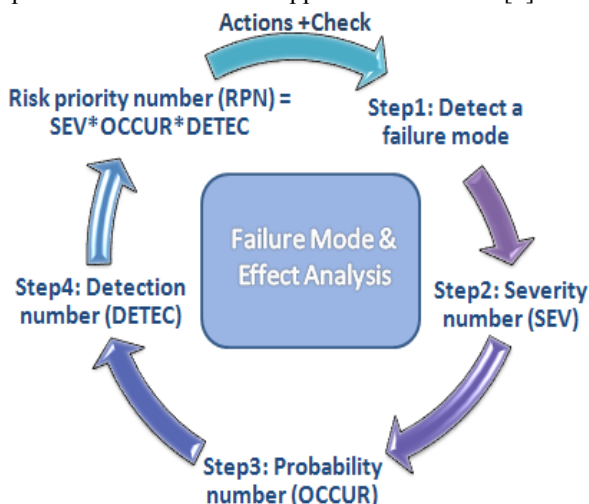 Actions +Check
Risk priority number (RPN) =
SEV*OCCUR*DETEC
Step1: Detect a
failure mode
Failure Mode &
Effect Analysis
Step2: Severity
number (SEV)
Step4: Detection
number (DETEC)
Step3: Probability
number (OCCUR)